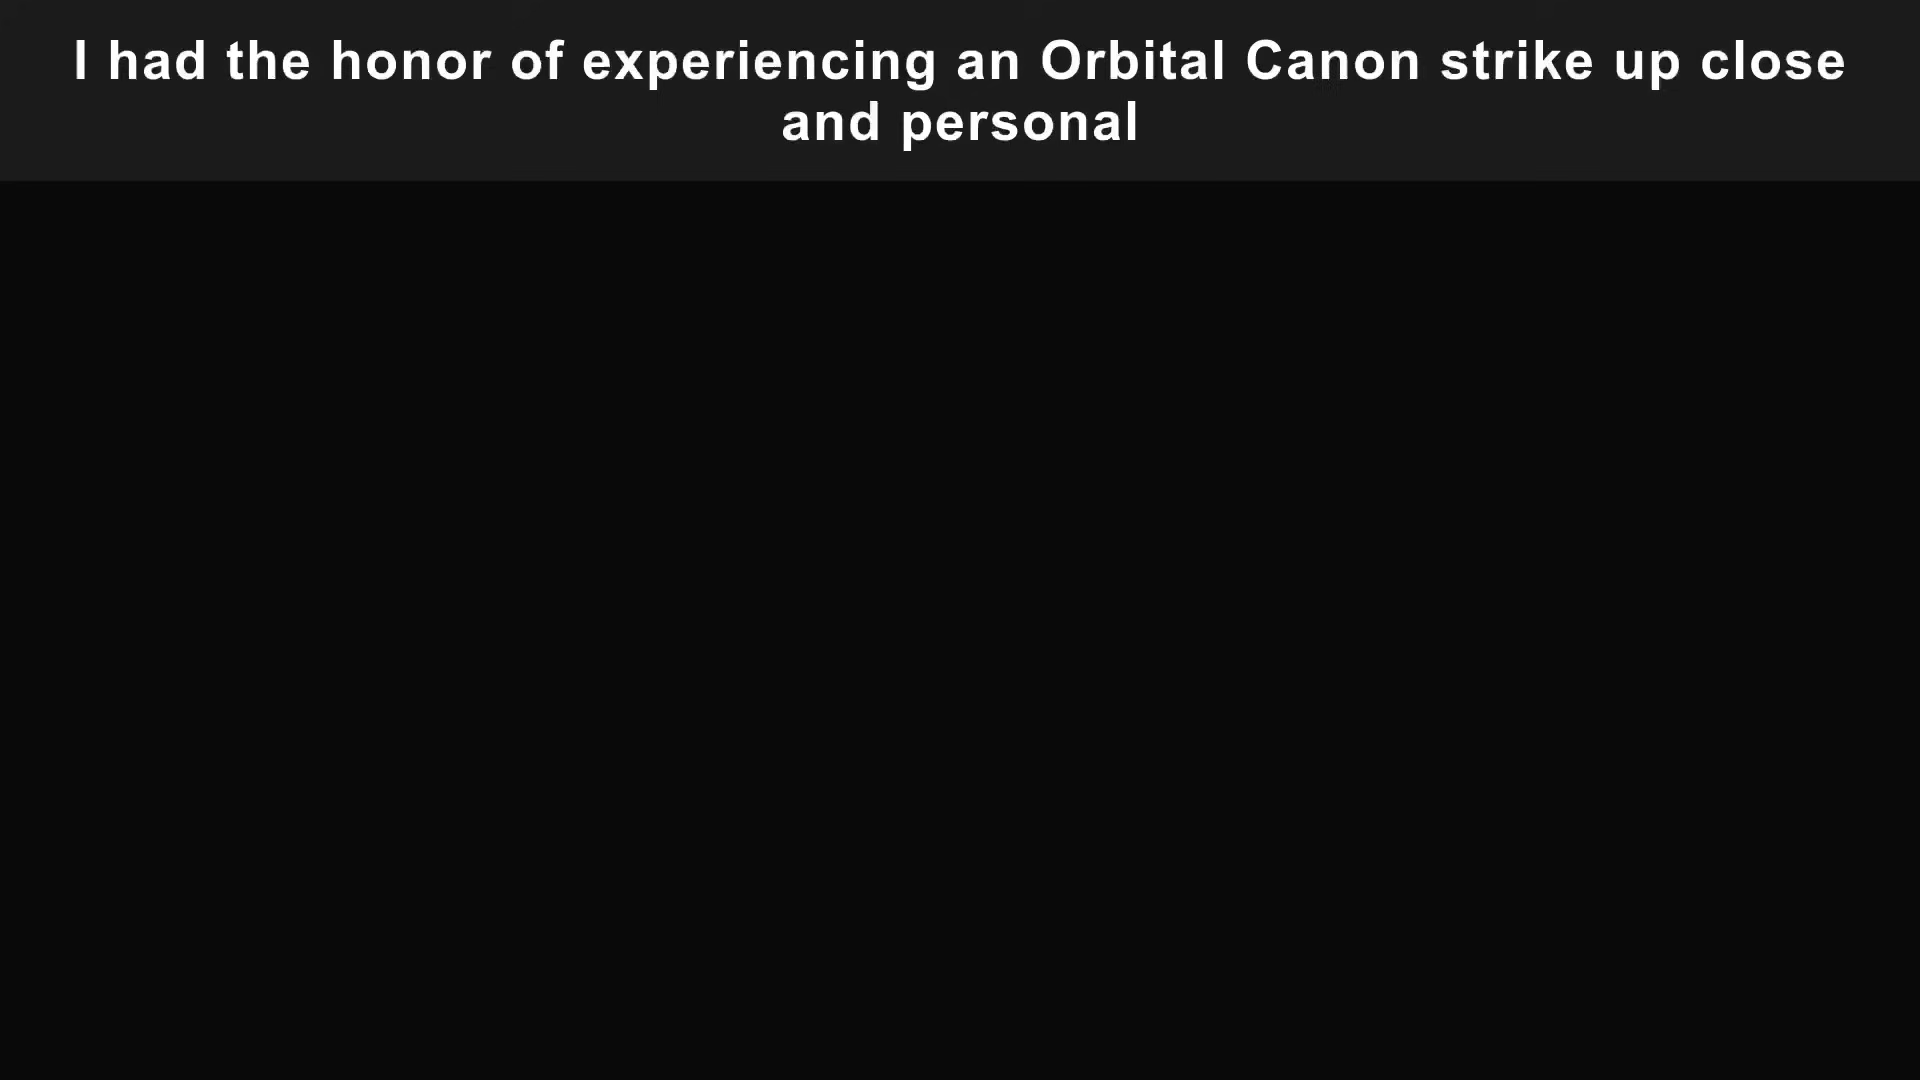 I had the honor of experiencing an Orbital Canon strike up close
and personal